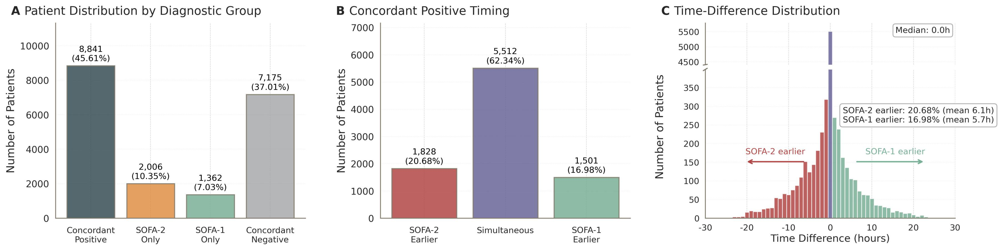 A Patient Distribution by Diagnostic Group
Number of Patients
10000
8000
6000
4000
2000
0
8,841
(45.61%)
2,006
(10.35%)
1,362
(7.03%)
7,175
(37.01%)
Concordant
Positive
SOFA-2
Only
SOFA-1
Only
Concordant
Negative
B Concordant Positive Timing
Number of Patients
7000
6000
5000
4000
3000
2000
1000
0
1,828
(20.68%)
5,512
(62.34%)
1,501
(16.98%)
SOFA-2
Earlier
Simultaneous
SOFA-1
Earlier
C Time-Difference Distribution
Number of Patients
5500
5000
4500
350
300
250
200
150
100
50
0
Median: 0.0h
SOFA-2 earlier: 20.68% (mean 6.1h)
SOFA-1 earlier: 16.98% (mean 5.7h)
SOFA-2 earlier
SOFA-1 earlier
-30
-20
-10
0
10
20
30
Time Difference (hours)